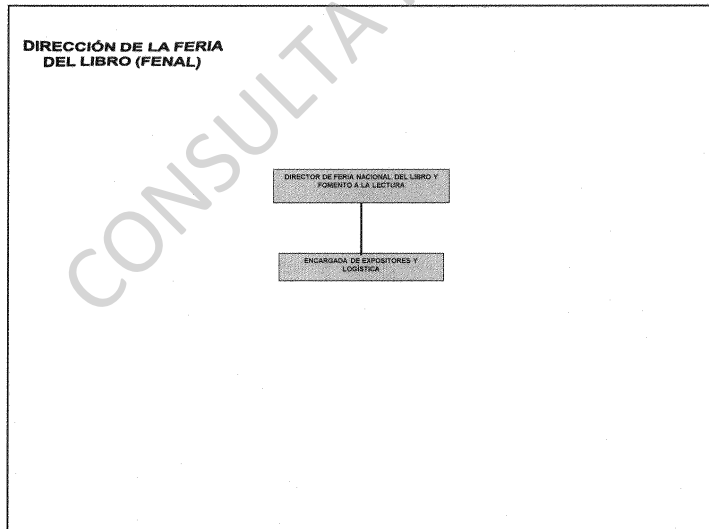 DIRECCIÓN DE LA FERIA
DEL LIBRO (FENAL)
CONSULTA
DIRECTOR DE FERIA NACIONAL DEL LIBRO Y
FOMENTO A LA LECTURA
ENCARGADA DE EXPOSITORES Y
LOGÍSTICA